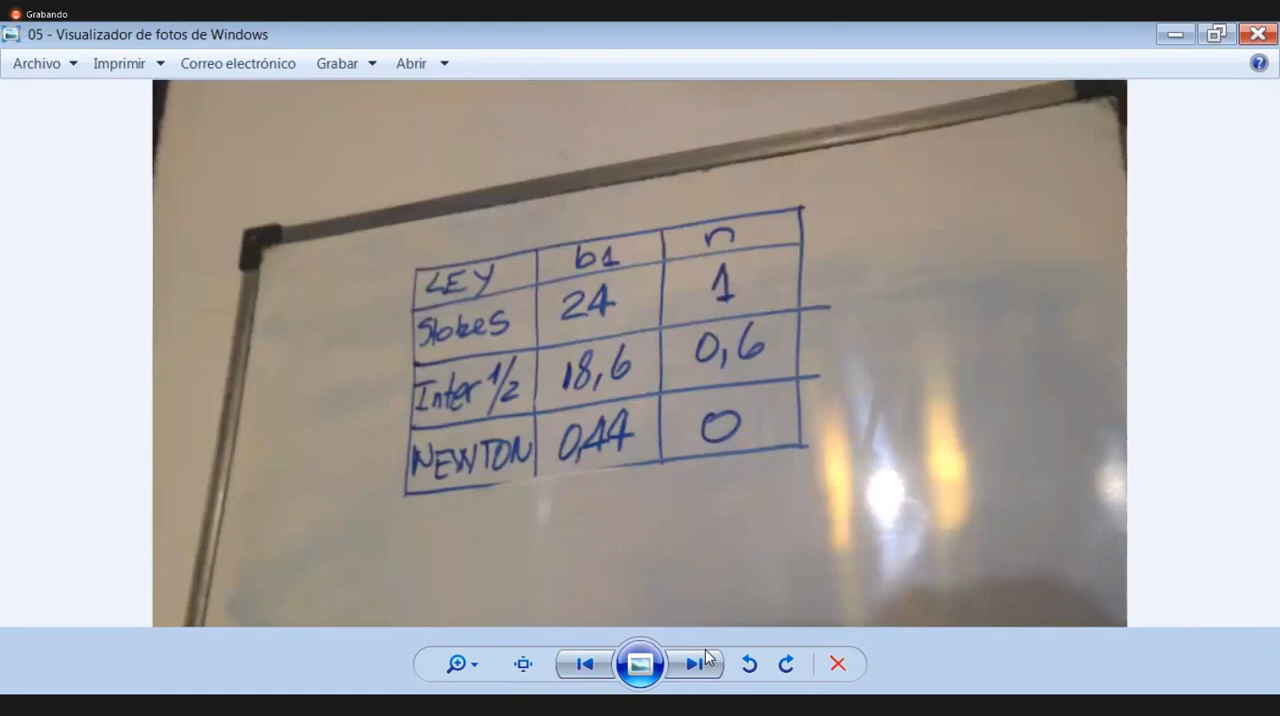 Grabando
05 - Visualizador de fotos de Windows
Archivo Imprimir Correo electrónico Grabar Abrir
LEY b1 n
Stokes 24 1
Inter 1/2 18,6 0,6
NEWTON 0,44 0